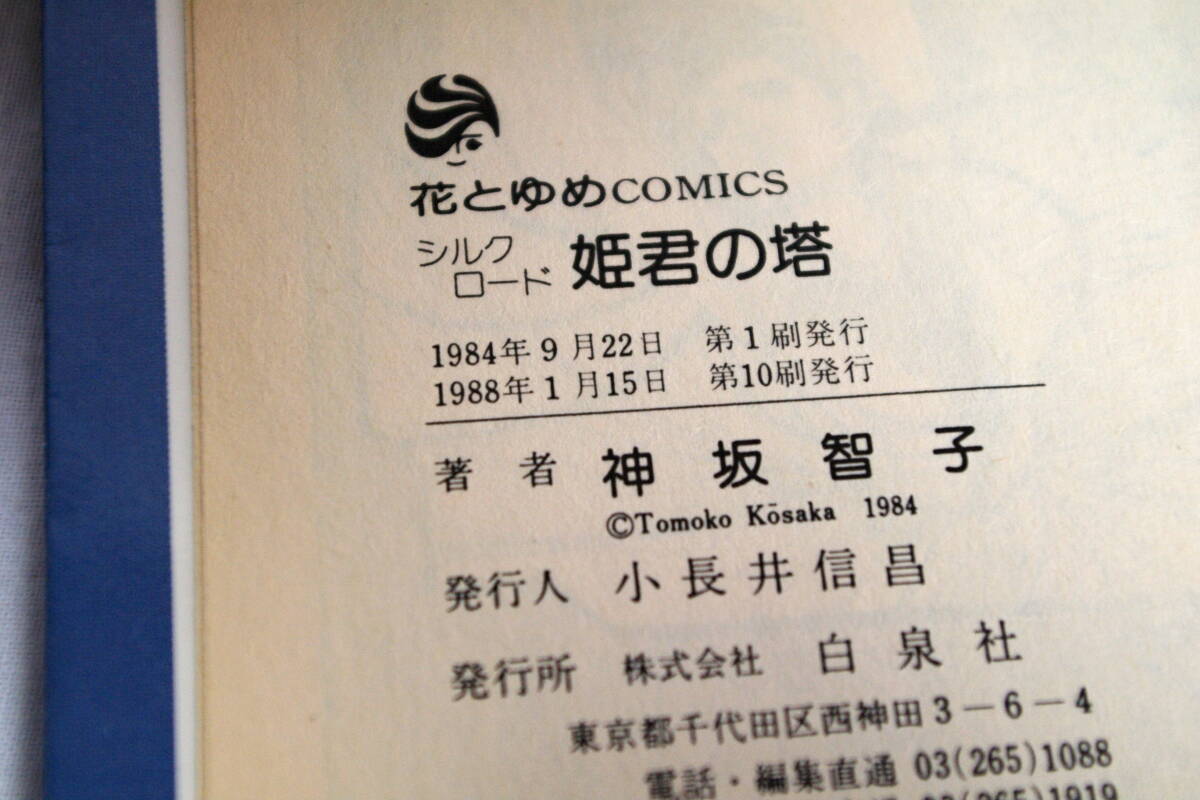 花とゆめCOMICS
シルクロード 姫君の塔
1984年9月22日 第1刷発行
1988年1月15日 第10刷発行
著者 神坂智子
©Tomoko Kōsaka 1984
発行人 小長井信昌
発行所 株式会社 白泉社
東京都千代田区西神田3-6-4
電話・編集直通 03(265)1088
03(265)1919